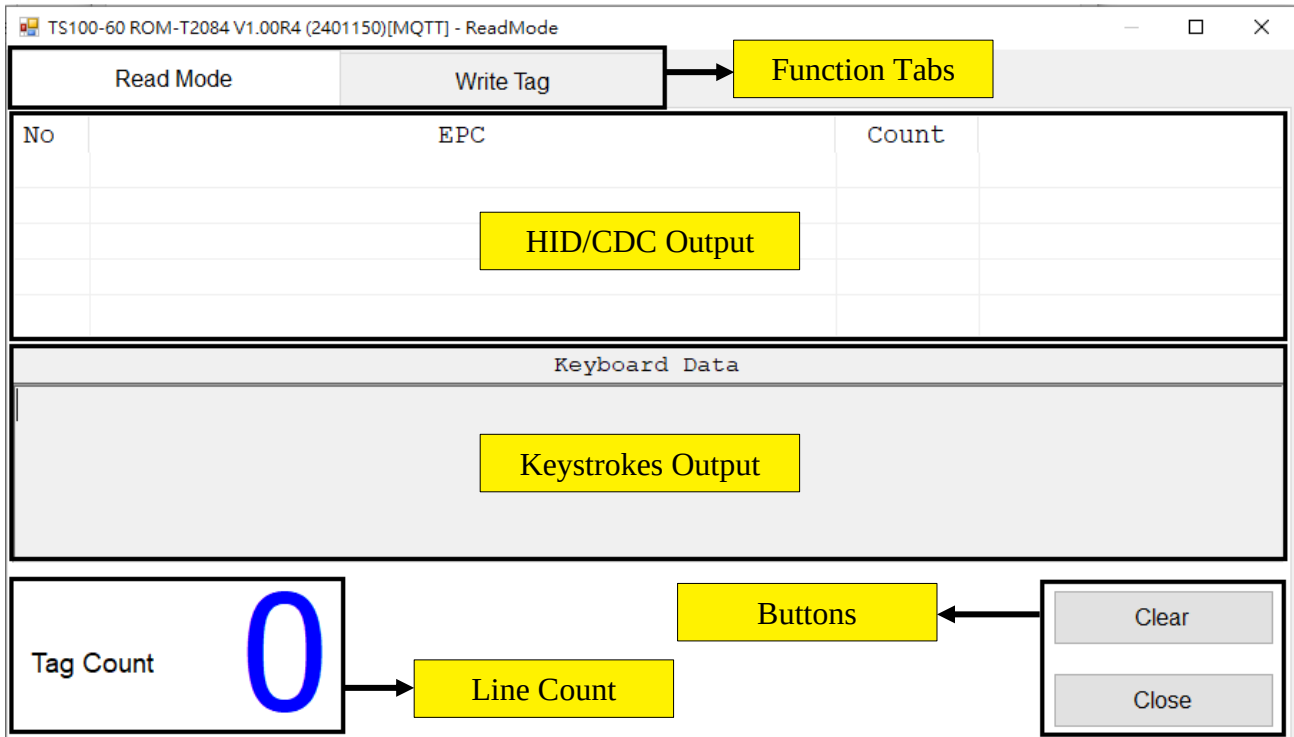 TS100-60 ROM-T2084 V1.00R4 (2401150)[MQTT] - ReadMode
Read Mode Write Tag Function Tabs
No EPC Count
HID/CDC Output
Keyboard Data
Keystrokes Output
Tag Count 0 Line Count
Buttons
Clear
Close